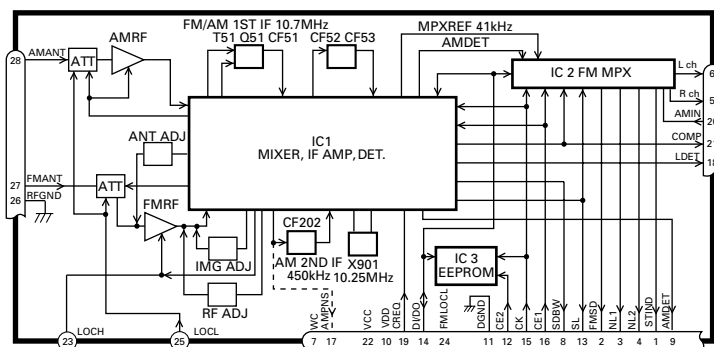 FM/AM 1ST IF 10.7MHz
MPXREF 41kHz
T51 Q51 CF51
CF52 CF53
AMDET
28
AMANT
ATT
AMRF
IC 2 FM MPX
L ch
6
R ch
5
AMIN
20
COMP
21
LDET
18
ANT ADJ
IC1
MIXER, IF AMP, DET.
27
FMANT
26
RFGND
ATT
FMRF
CF202
AM 2ND IF
450kHz
X901
10.25MHz
IMG ADJ
RF ADJ
IC 3
EEPROM
LOCH
23
LOCL
25
WC
7
AMPNS
17
VCC
22
VDD
10
CREQ
19
DI/DO
14
FMLOCL
24
DGND
11
CE2
12
CK
15
CE1
16
SDBW
8
SL
13
FMSD
2
NL1
3
NL2
4
STIND
1
AMDET
9